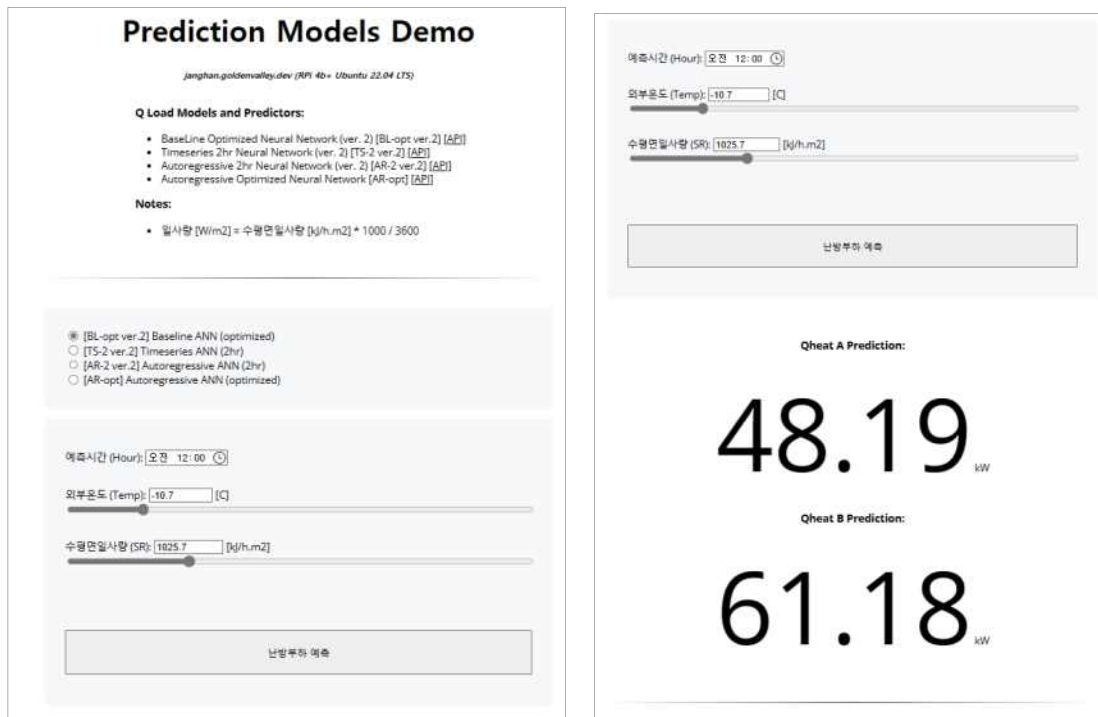 Prediction Models Demo
janghan.goldenvalley.dev (RPi 4b+ Ubuntu 22.04 LTS)
Q Load Models and Predictors:
• BaseLine Optimized Neural Network (ver. 2) [BL-opt ver.2] [API]
• Timeseries 2hr Neural Network (ver. 2) [TS-2 ver.2] [API]
• Autoregressive 2hr Neural Network (ver. 2) [AR-2 ver.2] [API]
• Autoregressive Optimized Neural Network [AR-opt] [API]
Notes:
• 일사량 [W/m2] = 수평면일사량 [kJ/h.m2] * 1000 / 3600
[BL-opt ver.2] Baseline ANN (optimized)
[TS-2 ver.2] Timeseries ANN (2hr)
[AR-2 ver.2] Autoregressive ANN (2hr)
[AR-opt] Autoregressive ANN (optimized)
예측시간 (Hour): 오전 12:00
외부온도 (Temp): -10.7 [C]
수평면일사량 (SR): 1025.7 [kJ/h.m2]
난방부하 예측
예측시간 (Hour): 오전 12:00
외부온도 (Temp): -10.7 [C]
수평면일사량 (SR): 1025.7 [kJ/h.m2]
난방부하 예측
Qheat A Prediction:
48.19 kW
Qheat B Prediction:
61.18 kW